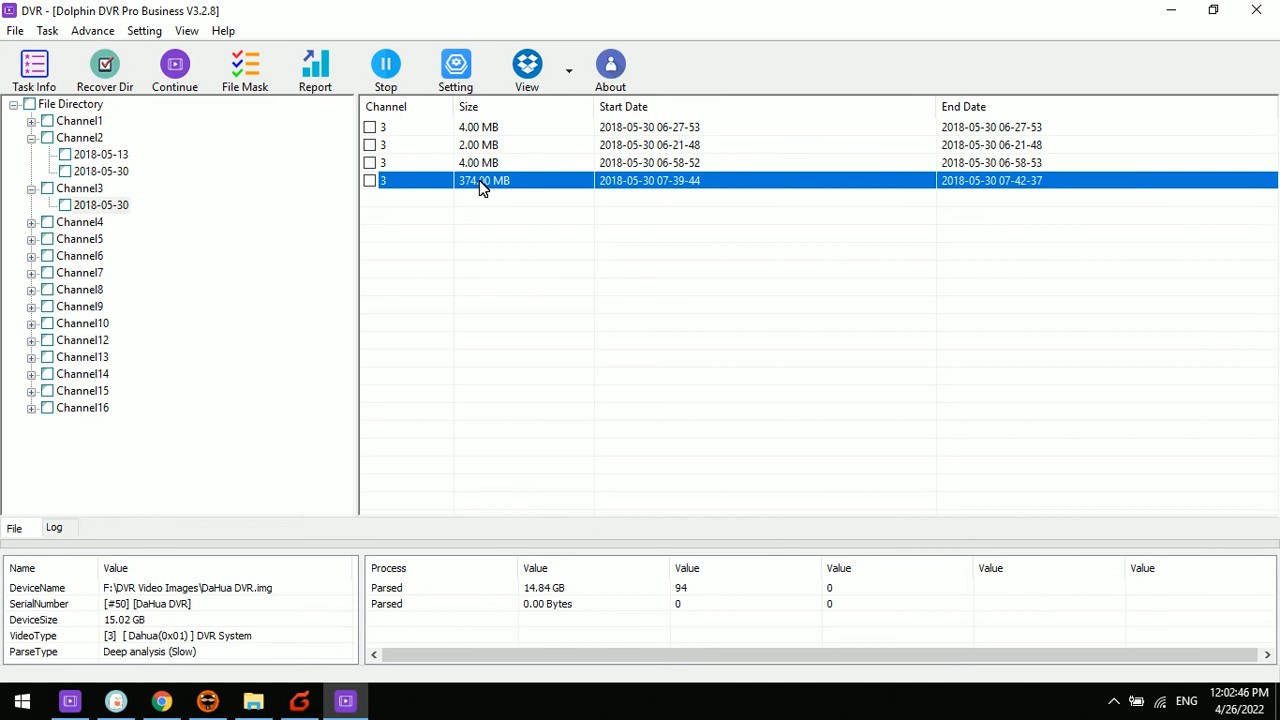 DVR - [Dolphin DVR Pro Business V3.2.8]
File Task Advance Setting View Help
Task Info Recover Dir Continue File Mask Report Stop Setting View About
File Directory
Channel1
Channel2
2018-05-13
2018-05-30
Channel3
2018-05-30
Channel4
Channel5
Channel6
Channel7
Channel8
Channel9
Channel10
Channel12
Channel13
Channel14
Channel15
Channel16
Channel Size Start Date End Date
3 4.00 MB 2018-05-30 06-27-53 2018-05-30 06-27-53
3 2.00 MB 2018-05-30 06-21-48 2018-05-30 06-21-48
3 4.00 MB 2018-05-30 06-58-52 2018-05-30 06-58-53
3 374.00 MB 2018-05-30 07-39-44 2018-05-30 07-42-37
File Log
Name Value
DeviceName F:\DVR Video Images\DaHua DVR.img
SerialNumber [#50] [DaHua DVR]
DeviceSize 15.02 GB
VideoType [3] [ Dahua(0x01) ] DVR System
ParseType Deep analysis (Slow)
Process Value Value Value Value Value
Parsed 14.84 GB 94 0
Parsed 0.00 Bytes 0 0
ENG
12:02:46 PM
4/26/2022